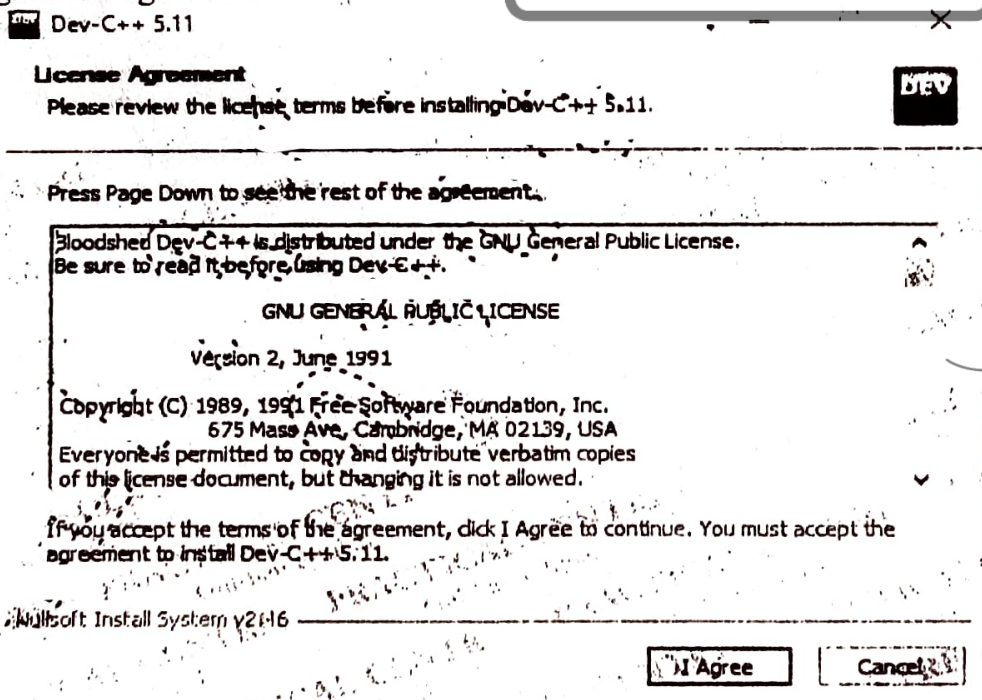 Dev-C++ 5.11
License Agreement
Please review the license terms before installing Dev-C++ 5.11.
DEV
Press Page Down to see the rest of the agreement.
Bloodshed Dev-C++ is distributed under the GNU General Public License.
Be sure to read it before using Dev-C++.
GNU GENERAL PUBLIC LICENSE
Version 2, June 1991
Copyright (C) 1989, 1991 Free Software Foundation, Inc.
675 Mass Ave, Cambridge, MA 02139, USA
Everyone is permitted to copy and distribute verbatim copies
of this license document, but changing it is not allowed.
If you accept the terms of the agreement, click I Agree to continue. You must accept the
agreement to install Dev-C++ 5.11.
Nullsoft Install System
I Agree
Cancel